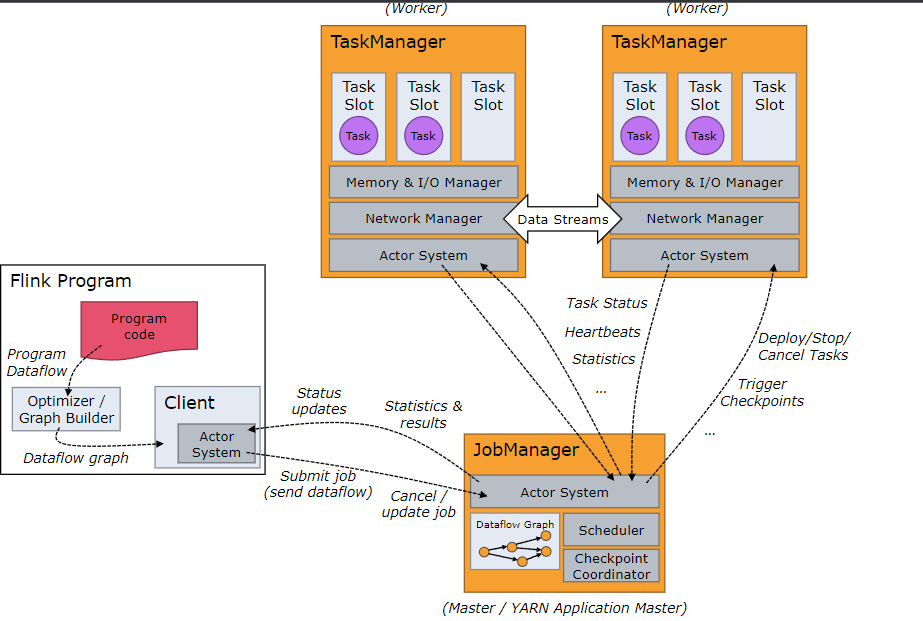 (Worker)
(Worker)
TaskManager
TaskManager
Task
Slot
Task
Slot
Task
Slot
Task
Slot
Task
Slot
Task
Slot
Task
Task
Task
Task
Memory & I/O Manager
Memory & I/O Manager
Network Manager
Data Streams
Network Manager
Actor System
Actor System
Flink Program
Program
code
Program
Dataflow
Optimizer /
Graph Builder
Dataflow graph
Client
Actor
System
Status
updates
Statistics &
results
Submit job
(send dataflow)
Cancel /
update job
Task Status
Heartbeats
Statistics
...
Deploy/Stop/
Cancel Tasks
Trigger
Checkpoints
...
JobManager
Actor System
Dataflow Graph
Scheduler
Checkpoint
Coordinator
(Master / YARN Application Master)